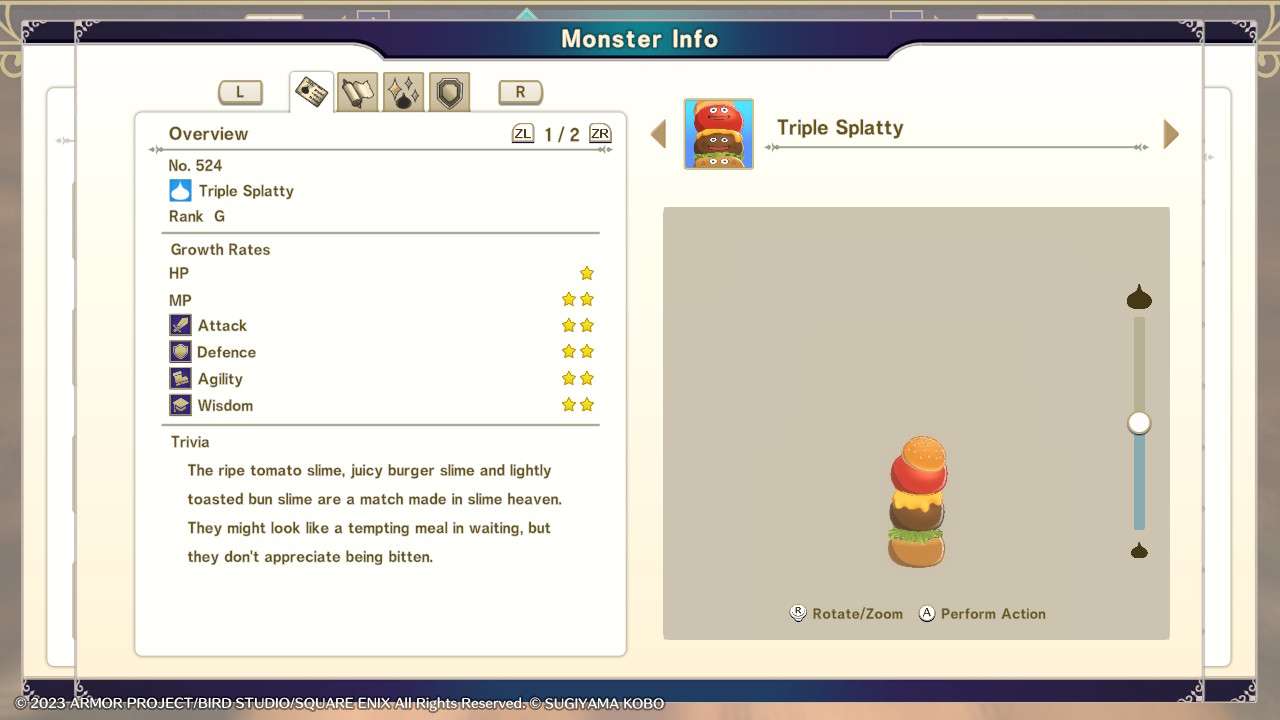 Monster Info
L
R
Overview
ZL 1 / 2 ZR
No. 524
Triple Splatty
Rank G
Growth Rates
HP
MP
Attack
Defence
Agility
Wisdom
Trivia
The ripe tomato slime, juicy burger slime and lightly
toasted bun slime are a match made in slime heaven.
They might look like a tempting meal in waiting, but
they don't appreciate being bitten.
Triple Splatty
R Rotate/Zoom A Perform Action
© 2023 ARMOR PROJECT/BIRD STUDIO/SQUARE ENIX All Rights Reserved. © SUGIYAMA KOBO